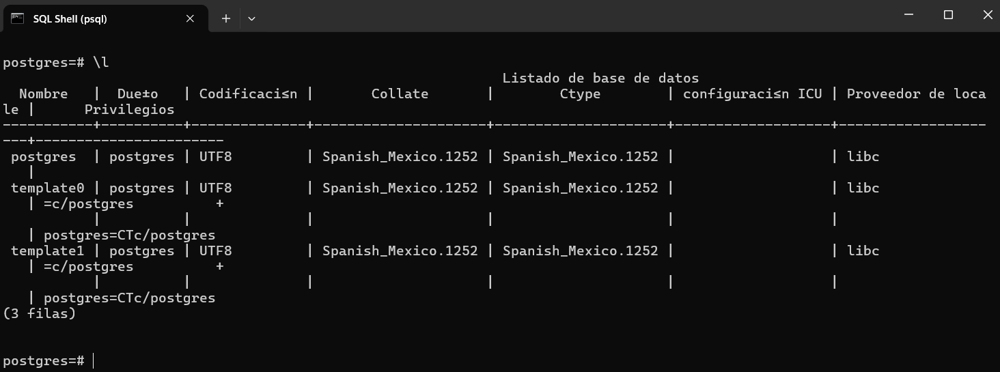 SQL Shell (psql)
postgres=# \l
                                                             Listado de base de datos
  Nombre   |  Due±o   | Codificaci≤n |       Collate       |        Ctype        | configuraci≤n ICU | Proveedor de loca
le |      Privilegios
-----------+----------+--------------+---------------------+---------------------+-------------------+------------------
---+-----------------------
 postgres  | postgres | UTF8         | Spanish_Mexico.1252 | Spanish_Mexico.1252 |                   | libc
   |
 template0 | postgres | UTF8         | Spanish_Mexico.1252 | Spanish_Mexico.1252 |                   | libc
   | =c/postgres          +
           |          |              |                     |                     |                   |
   | postgres=CTc/postgres
 template1 | postgres | UTF8         | Spanish_Mexico.1252 | Spanish_Mexico.1252 |                   | libc
   | =c/postgres          +
           |          |              |                     |                     |                   |
   | postgres=CTc/postgres
(3 filas)
postgres=#